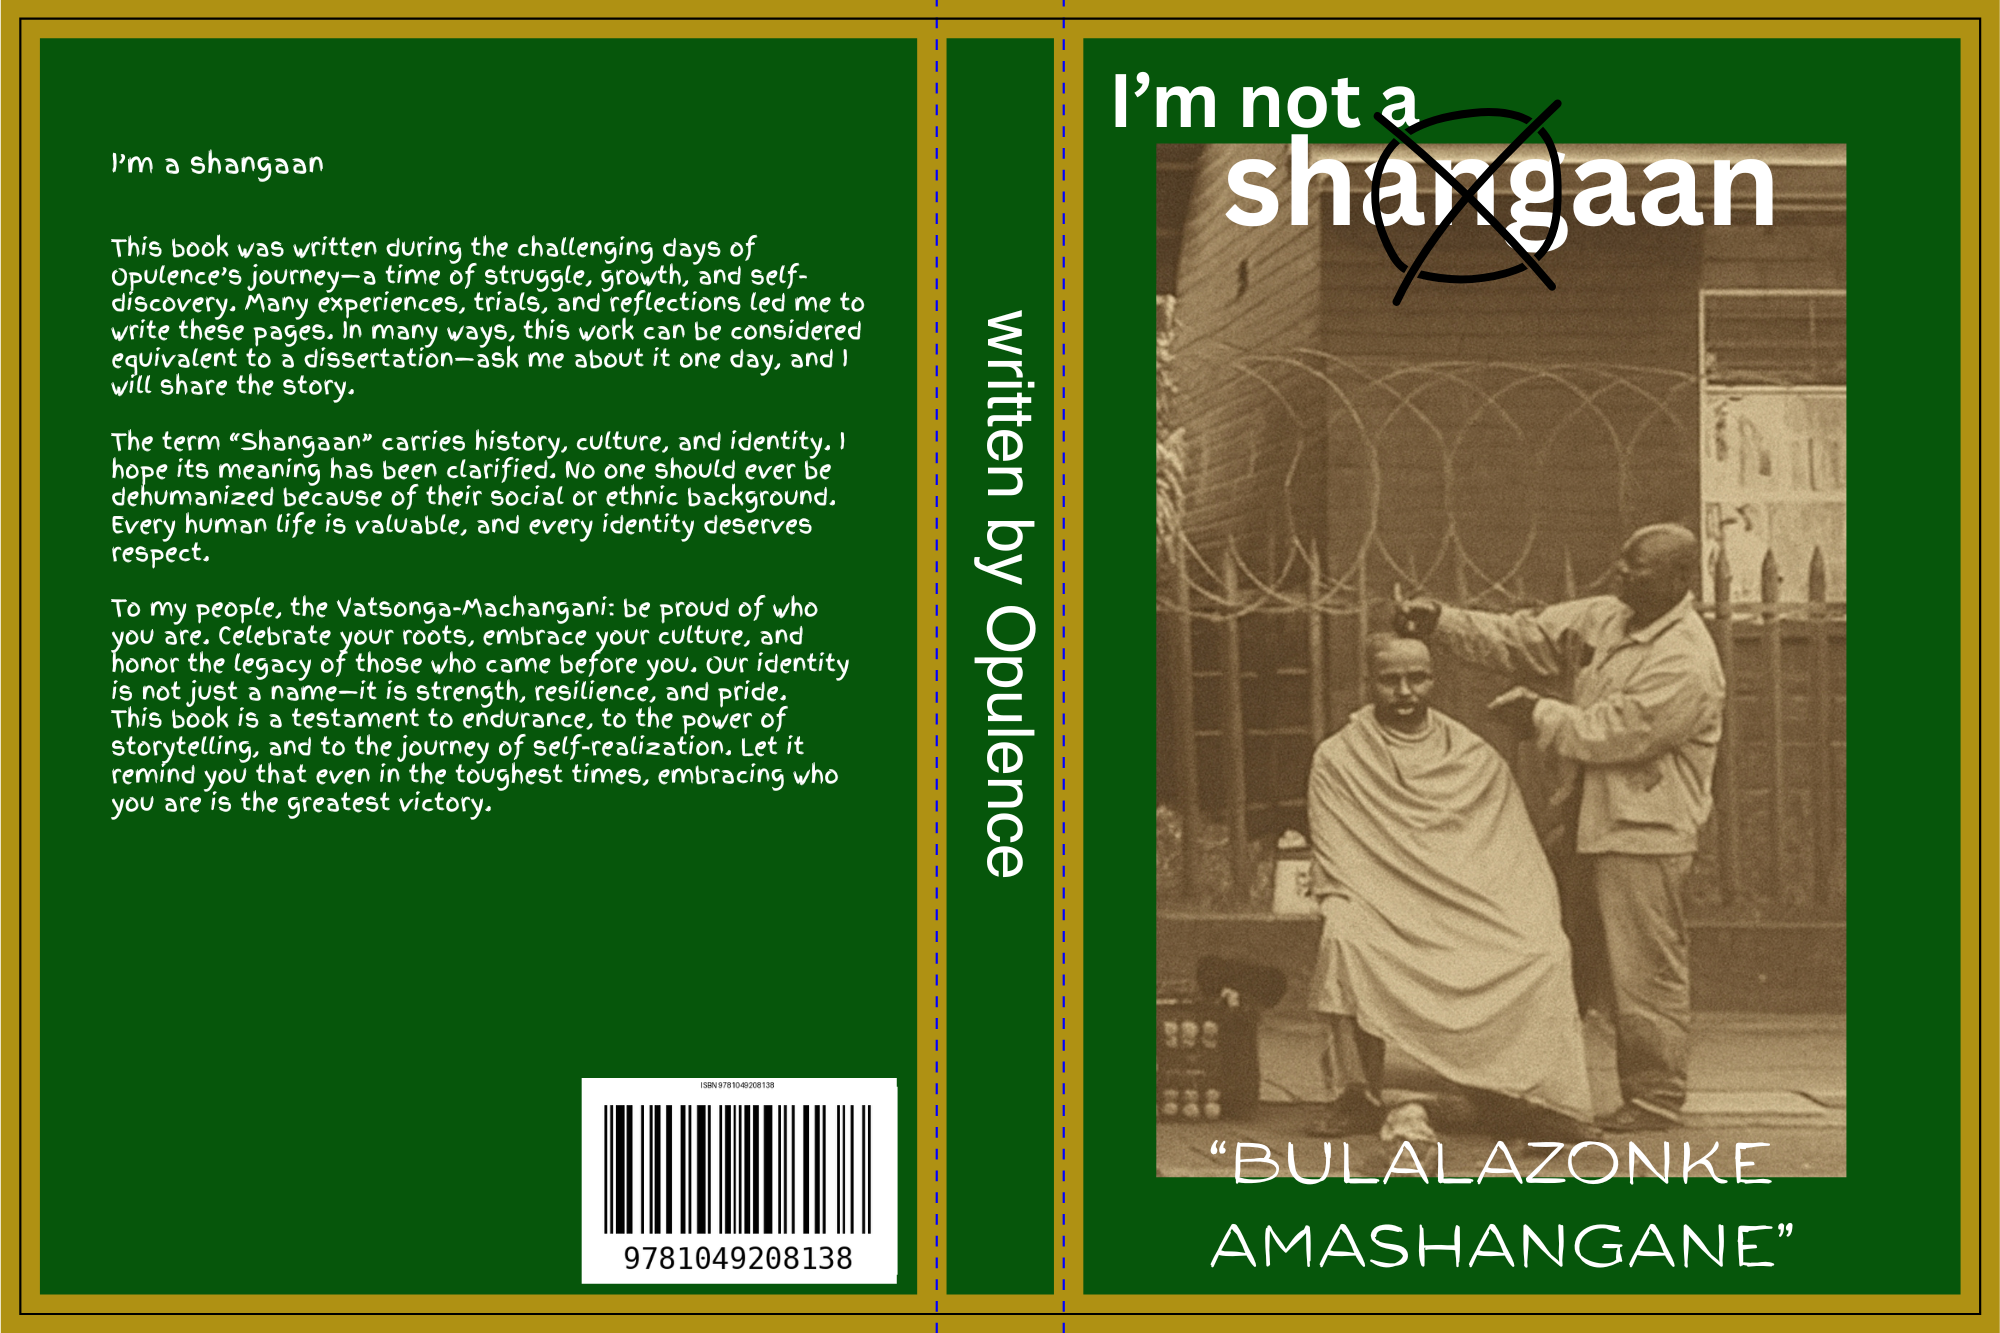 I'm a shangaan
This book was written during the challenging days of
Opulence's journey—a time of struggle, growth, and self-
discovery. Many experiences, trials, and reflections led me to
write these pages. In many ways, this work can be considered
equivalent to a dissertation—ask me about it one day, and I
will share the story.
The term “Shangaan” carries history, culture, and identity. I
hope its meaning has been clarified. No one should ever be
dehumanized because of their social or ethnic background.
Every human life is valuable, and every identity deserves
respect.
To my people, the Vatsonga-Machangani: be proud of who
you are. Celebrate your roots, embrace your culture, and
honor the legacy of those who came before you. Our identity
is not just a name—it is strength, resilience, and pride.
This book is a testament to endurance, to the power of
storytelling, and to the journey of self-realization. Let it
remind you that even in the toughest times, embracing who
you are is the greatest victory.
ISBN 9781049208138
9781049208138
written by Opulence
I'm not a
shangaan
“BULALAZONKE
AMASHANGANE”